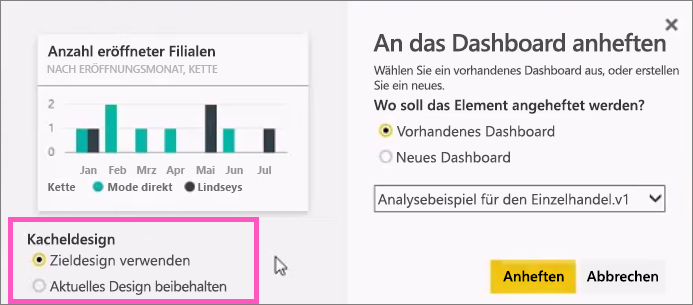 Anzahl eröffneter Filialen
NACH ERÖFFNUNGSMONAT, KETTE
2
1
0
Jan Feb Mrz Apr Mai Jun Jul
Kette Mode direkt Lindseys
Kacheldesign
Zieldesign verwenden
Aktuelles Design beibehalten
An das Dashboard anheften
Wählen Sie ein vorhandenes Dashboard aus, oder erstellen
Sie ein neues.
Wo soll das Element angeheftet werden?
Vorhandenes Dashboard
Neues Dashboard
Analysebeispiel für den Einzelhandel.v1
Anheften Abbrechen